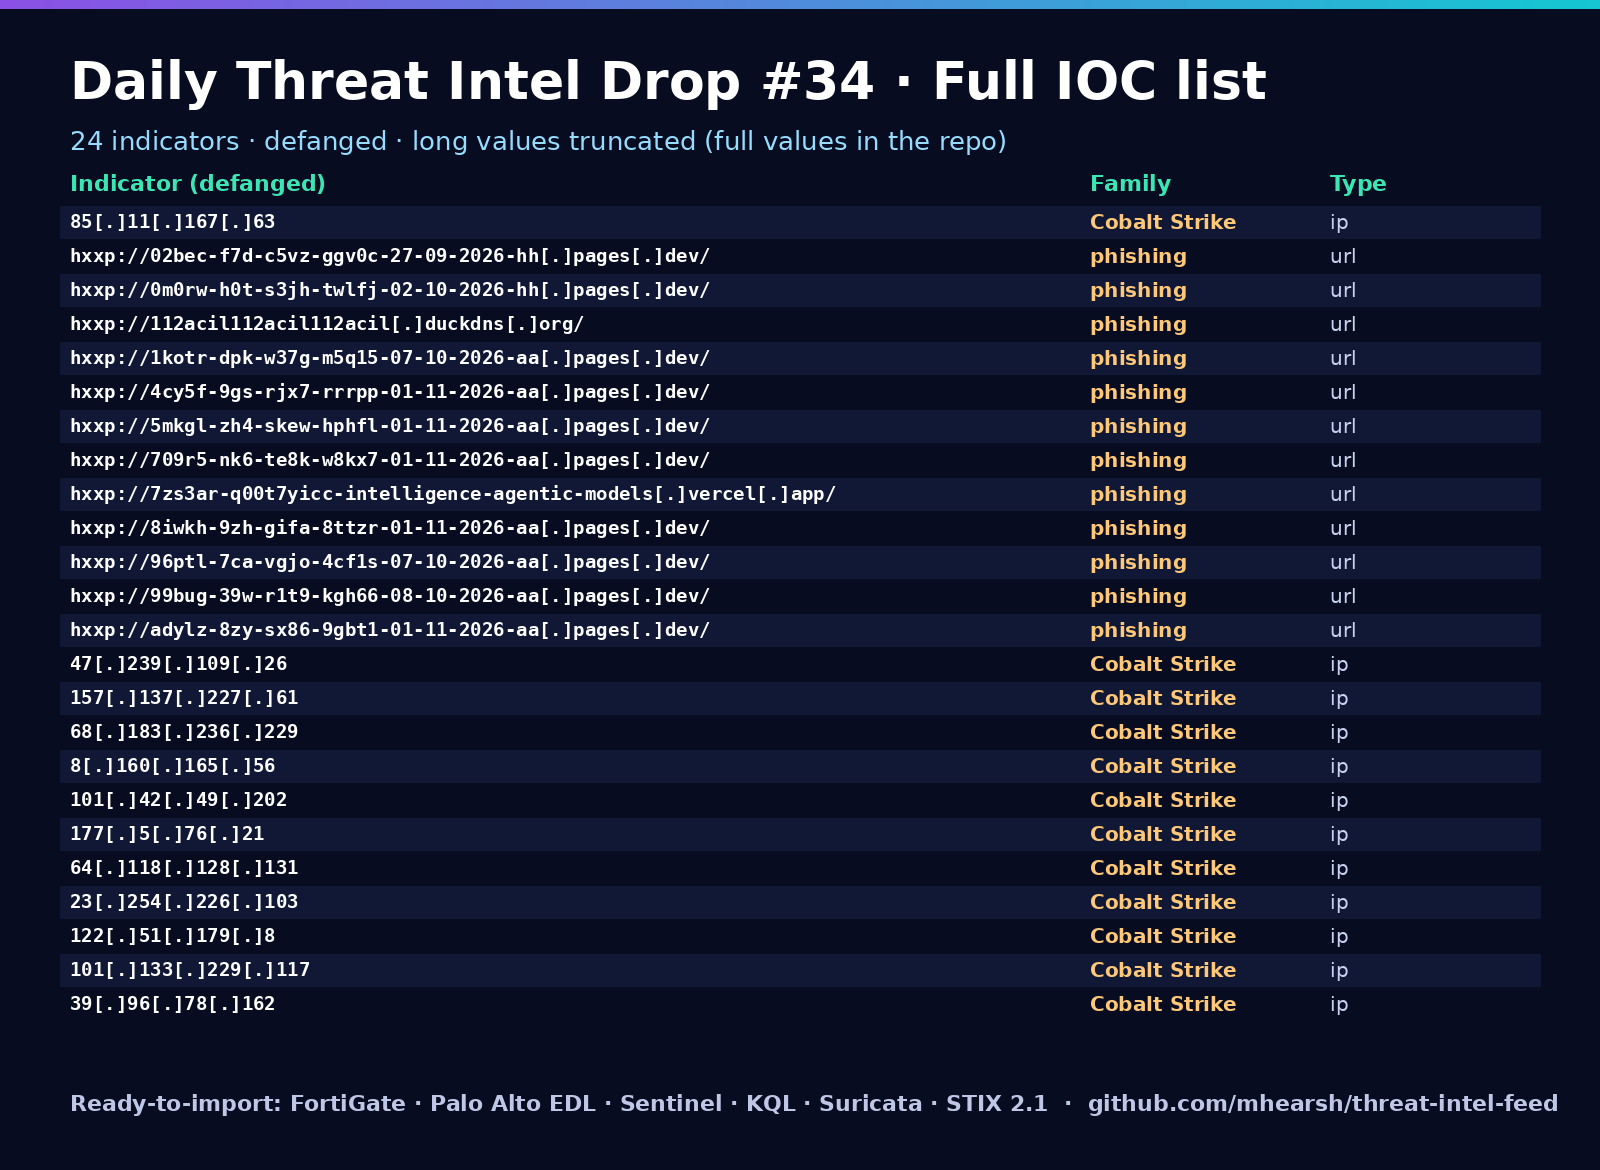 Daily Threat Intel Drop #34 · Full IOC list
24 indicators · defanged · long values truncated (full values in the repo)
Indicator (defanged) Family Type
85[.]11[.]167[.]63 Cobalt Strike ip
hxxp://02bec-f7d-c5vz-ggv0c-27-09-2026-hh[.]pages[.]dev/ phishing url
hxxp://0m0rw-h0t-s3jh-twlfj-02-10-2026-hh[.]pages[.]dev/ phishing url
hxxp://112acil112acil112acil[.]duckdns[.]org/ phishing url
hxxp://1kotr-dpk-w37g-m5q15-07-10-2026-aa[.]pages[.]dev/ phishing url
hxxp://4cy5f-9gs-rjx7-rrrpp-01-11-2026-aa[.]pages[.]dev/ phishing url
hxxp://5mkgl-zh4-skew-hphfl-01-11-2026-aa[.]pages[.]dev/ phishing url
hxxp://709r5-nk6-te8k-w8kx7-01-11-2026-aa[.]pages[.]dev/ phishing url
hxxp://7zs3ar-q00t7yicc-intelligence-agentic-models[.]vercel[.]app/ phishing url
hxxp://8iwkh-9zh-gifa-8ttzr-01-11-2026-aa[.]pages[.]dev/ phishing url
hxxp://96ptl-7ca-vgjo-4cf1s-07-10-2026-aa[.]pages[.]dev/ phishing url
hxxp://99bug-39w-r1t9-kgh66-08-10-2026-aa[.]pages[.]dev/ phishing url
hxxp://adylz-8zy-sx86-9gbt1-01-11-2026-aa[.]pages[.]dev/ phishing url
47[.]239[.]109[.]26 Cobalt Strike ip
157[.]137[.]227[.]61 Cobalt Strike ip
68[.]183[.]236[.]229 Cobalt Strike ip
8[.]160[.]165[.]56 Cobalt Strike ip
101[.]42[.]49[.]202 Cobalt Strike ip
177[.]5[.]76[.]21 Cobalt Strike ip
64[.]118[.]128[.]131 Cobalt Strike ip
23[.]254[.]226[.]103 Cobalt Strike ip
122[.]51[.]179[.]8 Cobalt Strike ip
101[.]133[.]229[.]117 Cobalt Strike ip
39[.]96[.]78[.]162 Cobalt Strike ip
Ready-to-import: FortiGate · Palo Alto EDL · Sentinel · KQL · Suricata · STIX 2.1 · github.com/mhearsh/threat-intel-feed